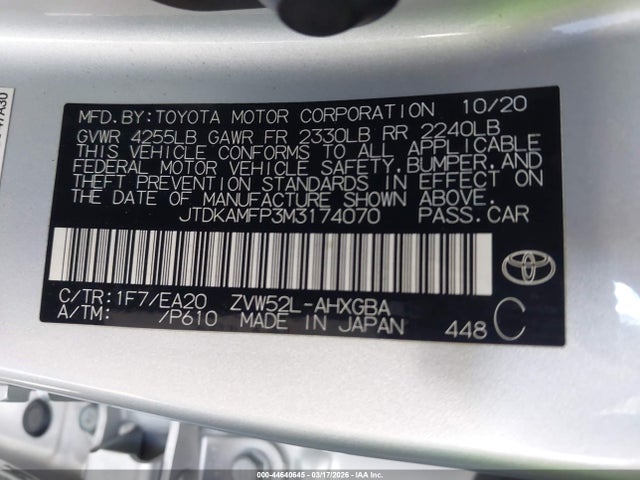 MFD. BY: TOYOTA MOTOR CORPORATION 10/20
GVWR 4255LB GAWR FR 2330LB RR 2240LB
THIS VEHICLE CONFORMS TO ALL APPLICABLE
FEDERAL MOTOR VEHICLE SAFETY, BUMPER, AND
THEFT PREVENTION STANDARDS IN EFFECT ON
THE DATE OF MANUFACTURE SHOWN ABOVE.
JTDKAMFP3M3174070 PASS. CAR
C/TR: 1F7/EA20 ZVW52L-AHXGBA
A/TM: /P610 MADE IN JAPAN 448 C
000-44640645 - 03/17/2026 - IAAI.COM